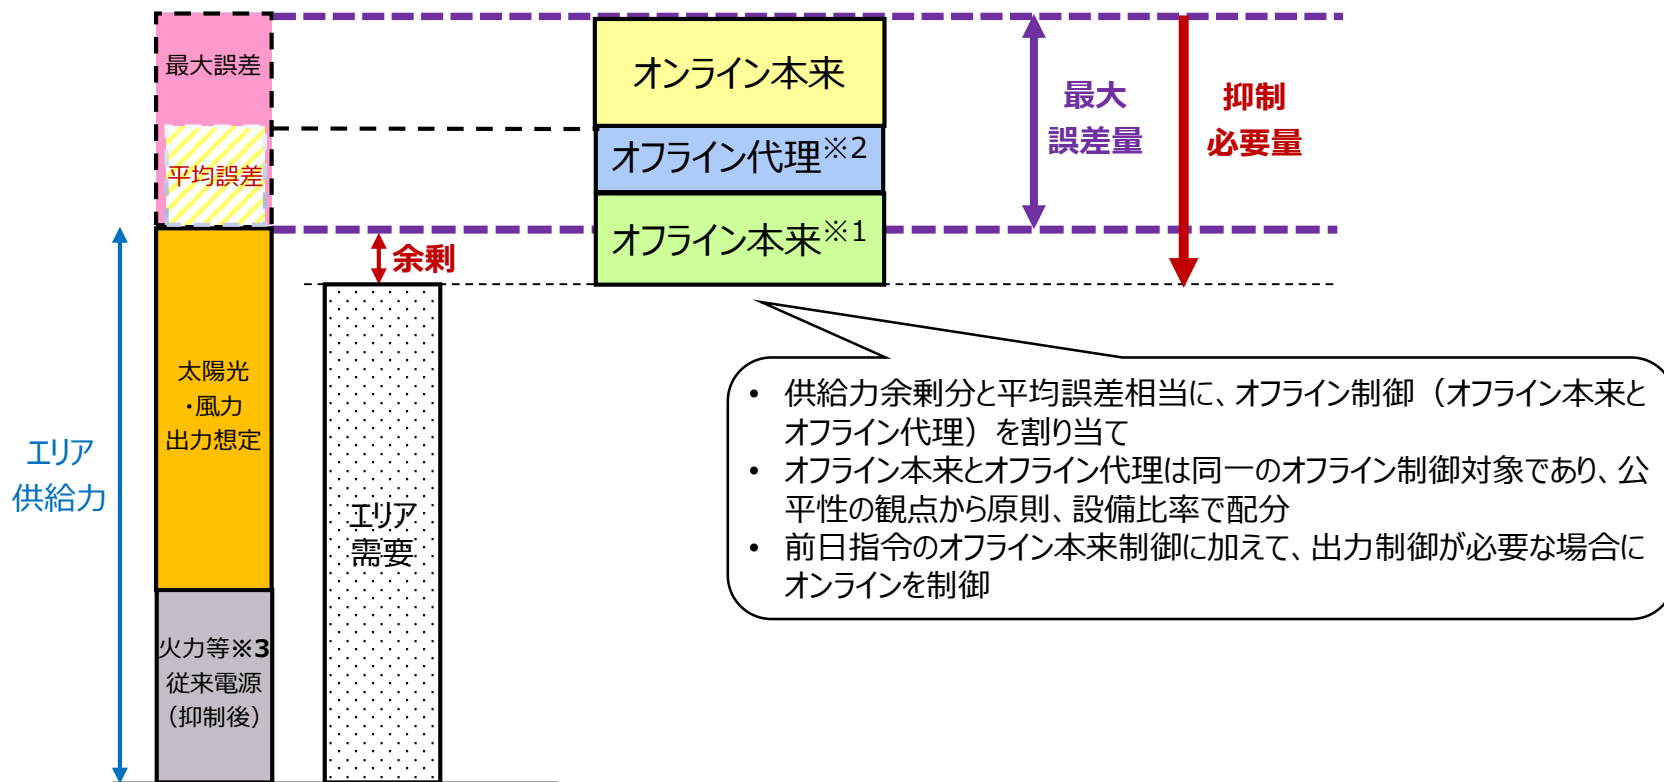 最大誤差
平均誤差
太陽光
・風力
出力想定
火力等※3
従来電源
（抑制後）
エリア
供給力
余剰
エリア
需要
オンライン本来
オフライン代理※2
オフライン本来※1
最大
誤差量
抑制
必要量
• 供給力余剰分と平均誤差相当に、オフライン制御（オフライン本来と
オフライン代理）を割り当て
• オフライン本来とオフライン代理は同一のオフライン制御対象であり、公
平性の観点から原則、設備比率で配分
• 前日指令のオフライン本来制御に加えて、出力制御が必要な場合に
オンラインを制御